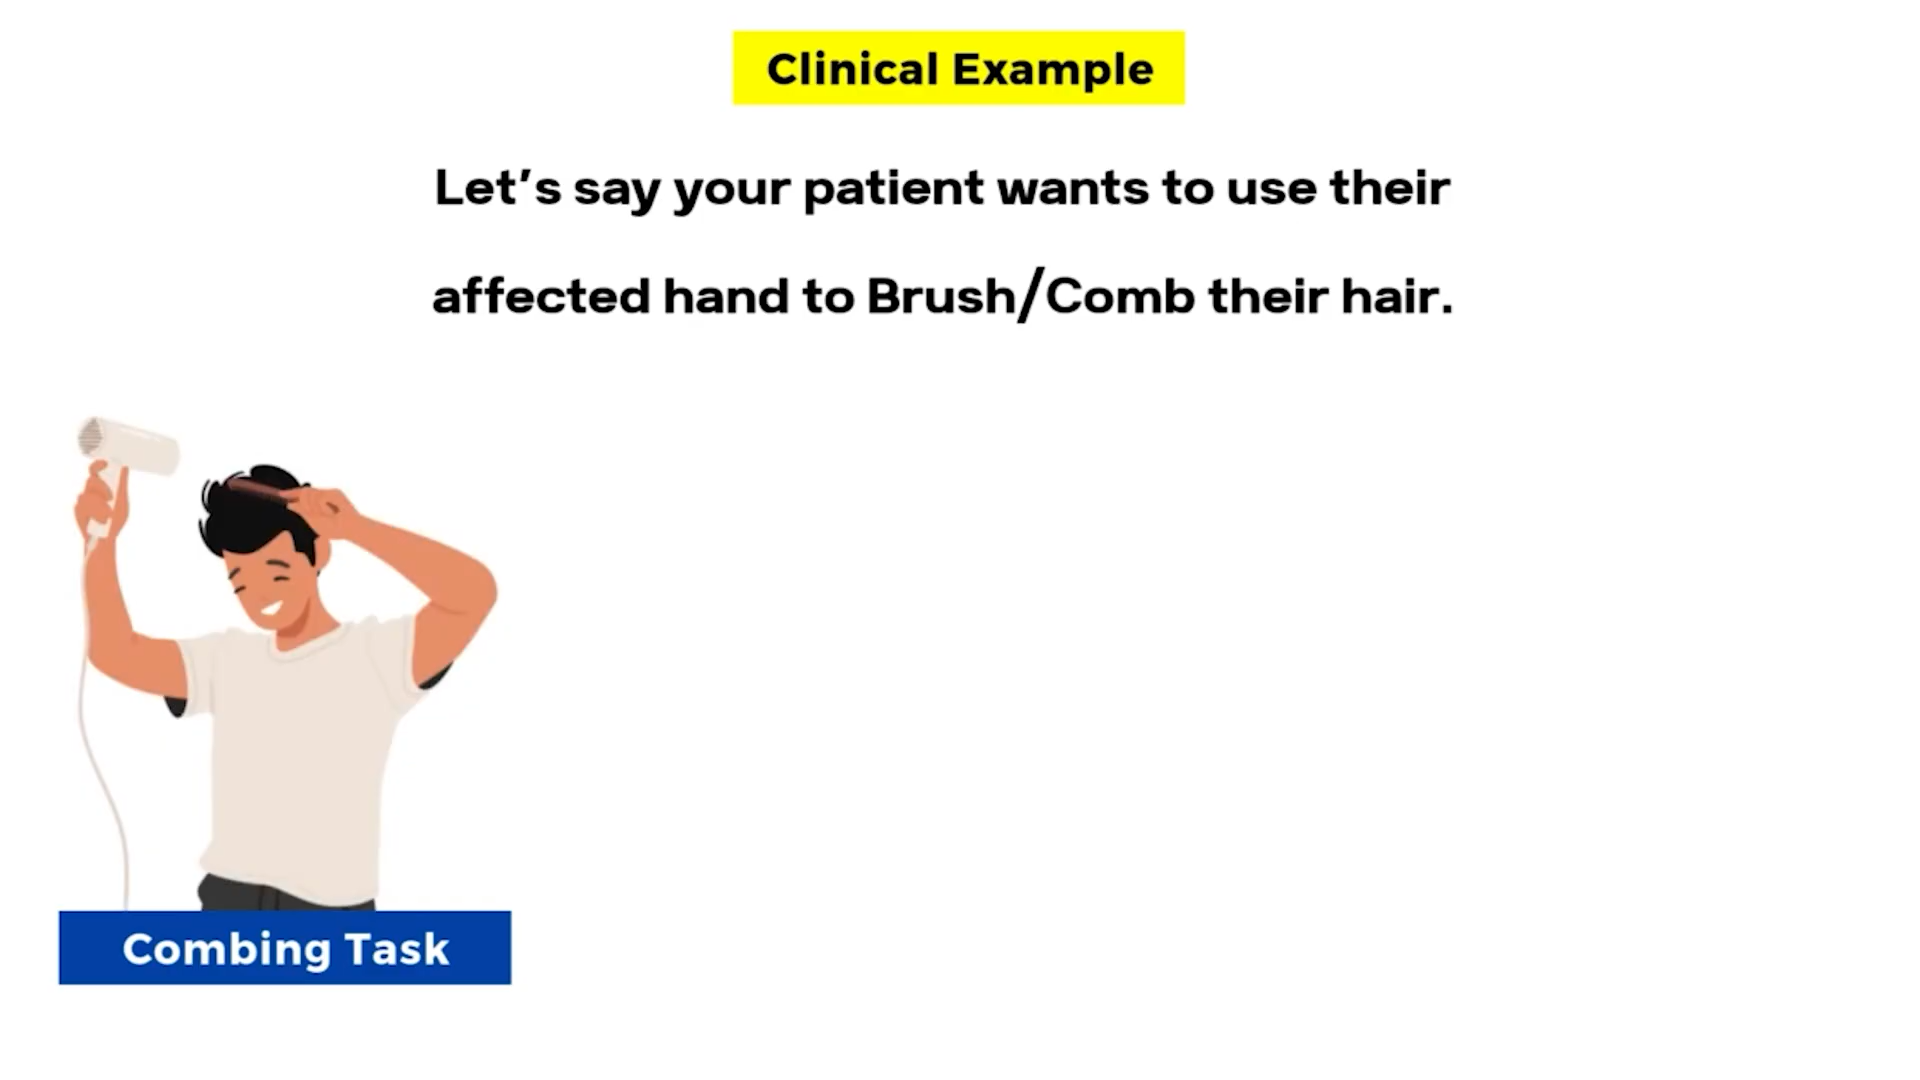 Clinical Example
Let’s say your patient wants to use their
affected hand to Brush/Comb their hair.
Combing Task